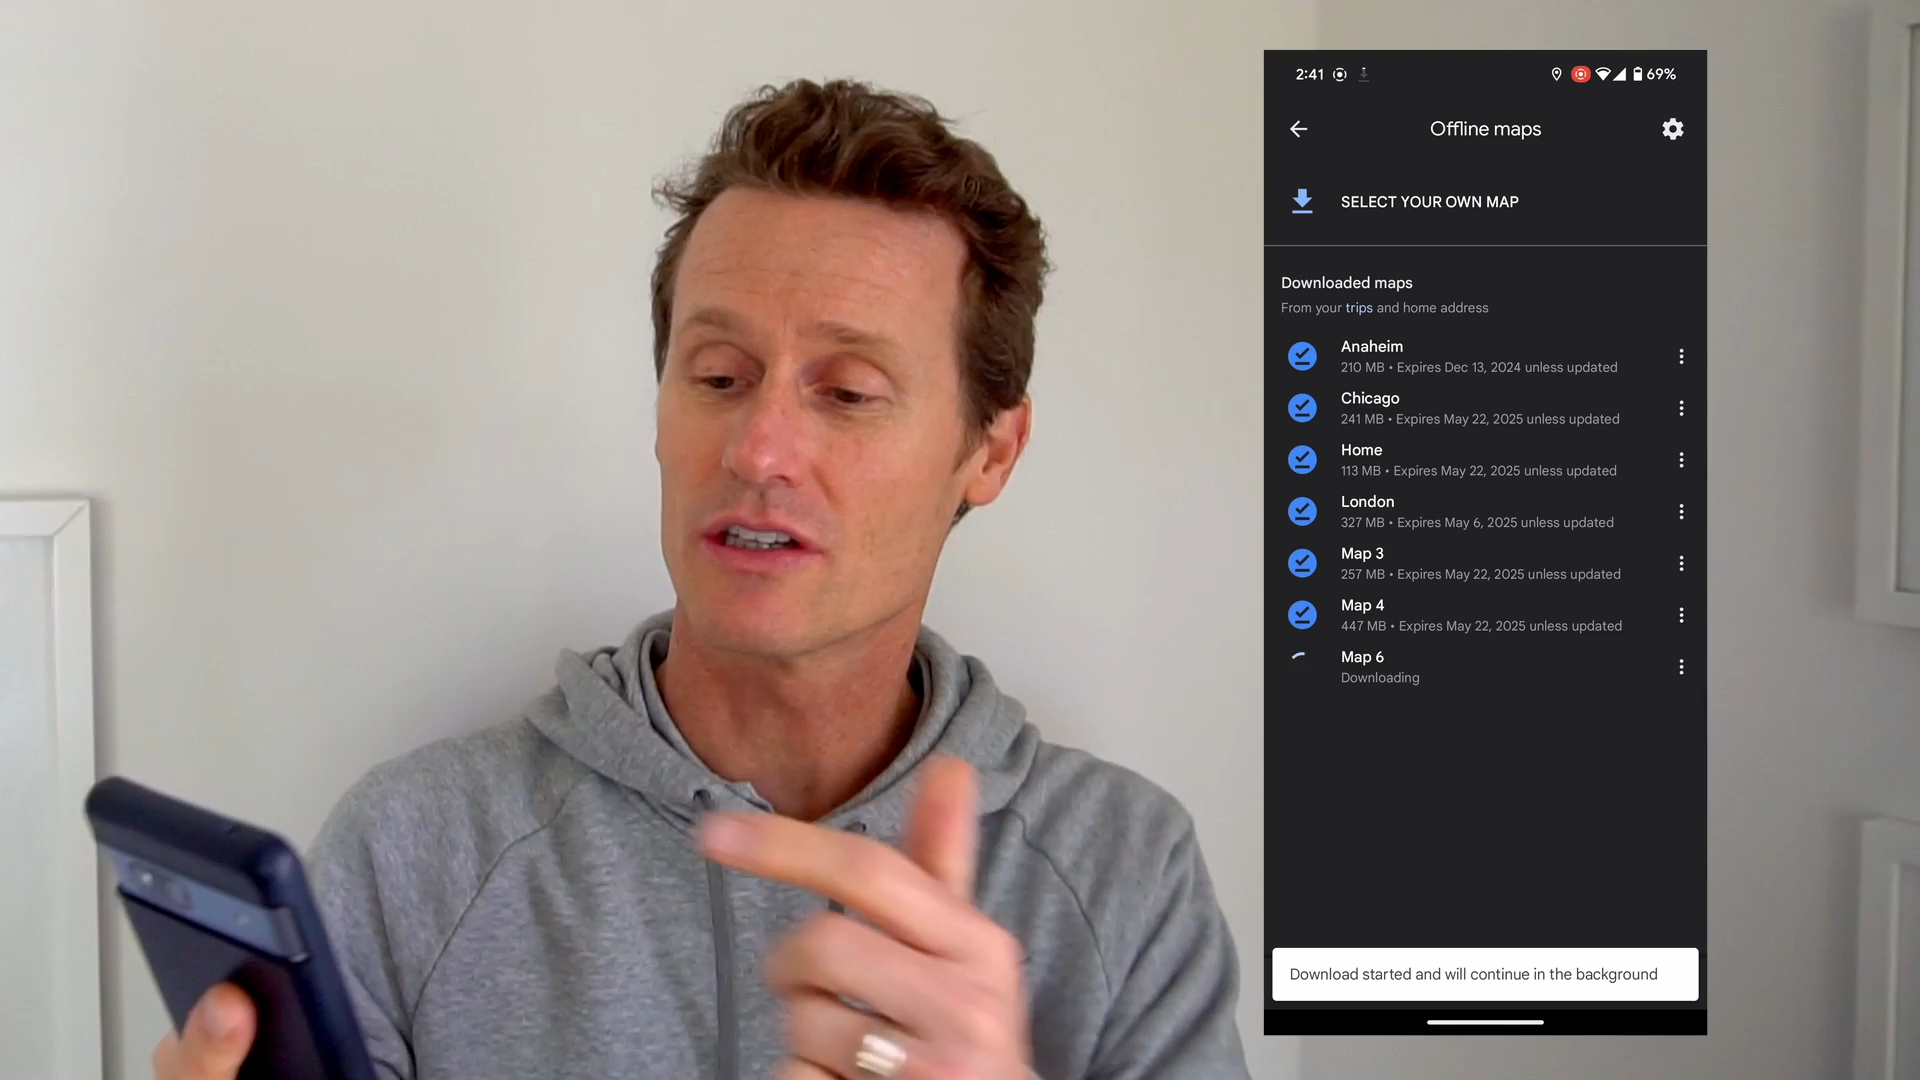 2:41 69%
Offline maps
SELECT YOUR OWN MAP
Downloaded maps
From your trips and home address
Anaheim
210 MB • Expires Dec 13, 2024 unless updated
Chicago
241 MB • Expires May 22, 2025 unless updated
Home
113 MB • Expires May 22, 2025 unless updated
London
327 MB • Expires May 6, 2025 unless updated
Map 3
257 MB • Expires May 22, 2025 unless updated
Map 4
447 MB • Expires May 22, 2025 unless updated
Map 6
Downloading
Download started and will continue in the background